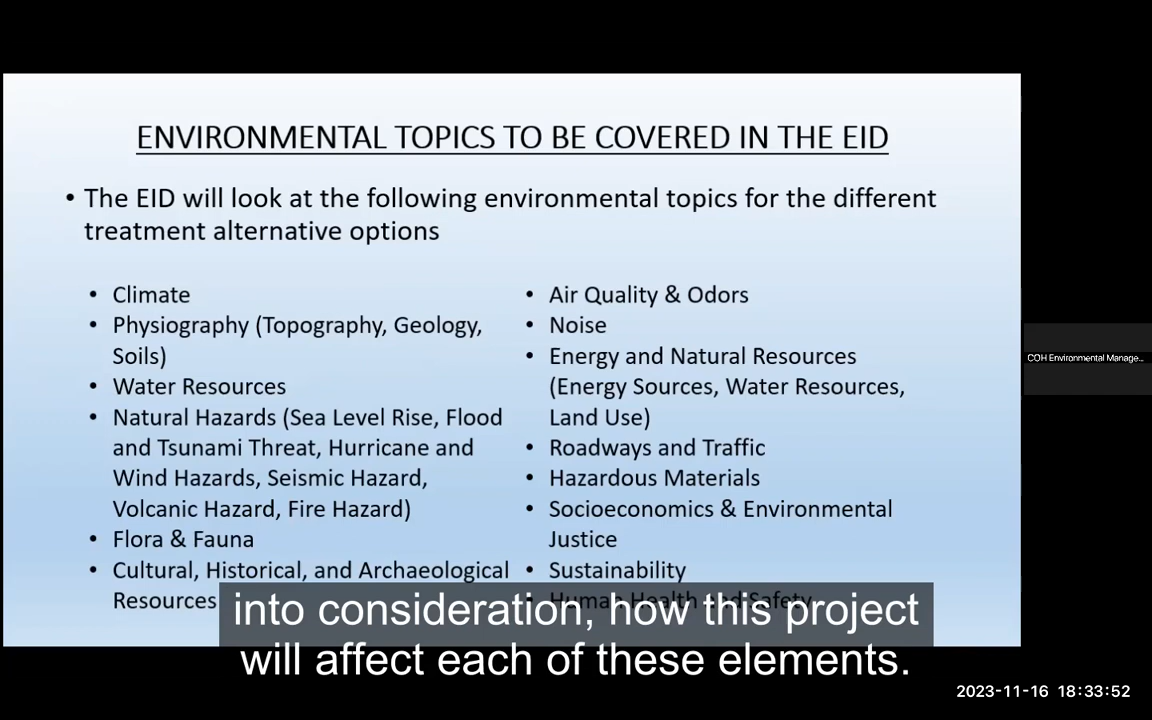 ENVIRONMENTAL TOPICS TO BE COVERED IN THE EID
• The EID will look at the following environmental topics for the different
treatment alternative options
• Climate
• Physiography (Topography, Geology,
Soils)
• Water Resources
• Natural Hazards (Sea Level Rise, Flood
and Tsunami Threat, Hurricane and
Wind Hazards, Seismic Hazard,
Volcanic Hazard, Fire Hazard)
• Flora & Fauna
• Cultural, Historical, and Archaeological
Resources
• Air Quality & Odors
• Noise
• Energy and Natural Resources
(Energy Sources, Water Resources,
Land Use)
• Roadways and Traffic
• Hazardous Materials
• Socioeconomics & Environmental
Justice
• Sustainability
• Human Health and Safety
into consideration, how this project
will affect each of these elements.
COH Environmental Manage...
2023-11-16 18:33:52